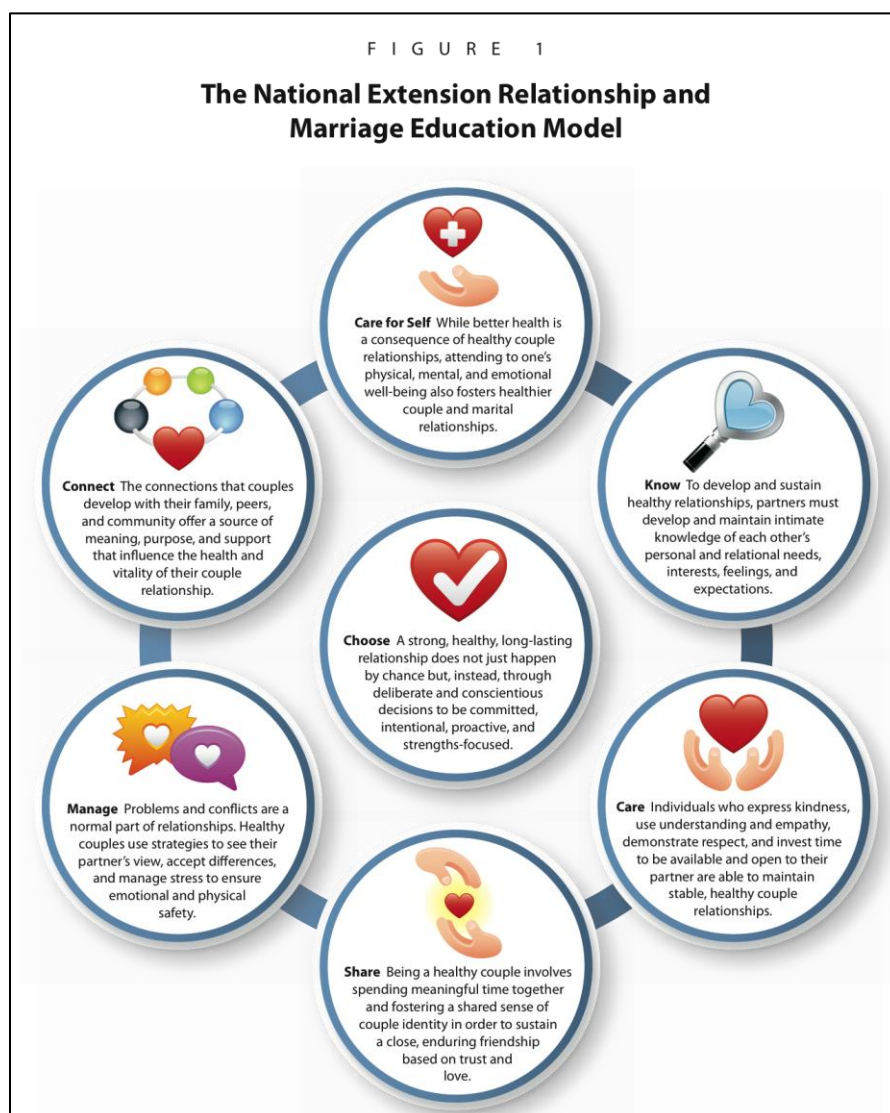 FIGURE 1
The National Extension Relationship and
Marriage Education Model
Care for Self While better health is
a consequence of healthy couple
relationships, attending to one's
physical, mental, and emotional
well-being also fosters healthier
couple and marital
relationships.
Connect The connections that couples
develop with their family, peers,
and community offer a source of
meaning, purpose, and support
that influence the health and
vitality of their couple
relationship.
Know To develop and sustain
healthy relationships, partners must
develop and maintain intimate
knowledge of each other's
personal and relational needs,
interests, feelings, and
expectations.
Choose A strong, healthy, long-lasting
relationship does not just happen
by chance but, instead, through
deliberate and conscientious
decisions to be committed,
intentional, proactive, and
strengths-focused.
Manage Problems and conflicts are a
normal part of relationships. Healthy
couples use strategies to see their
partner's view, accept differences,
and manage stress to ensure
emotional and physical
safety.
Care Individuals who express kindness,
use understanding and empathy,
demonstrate respect, and invest time
to be available and open to their
partner are able to maintain
stable, healthy couple
relationships.
Share Being a healthy couple involves
spending meaningful time together
and fostering a shared sense of
couple identity in order to sustain
a close, enduring friendship
based on trust and
love.